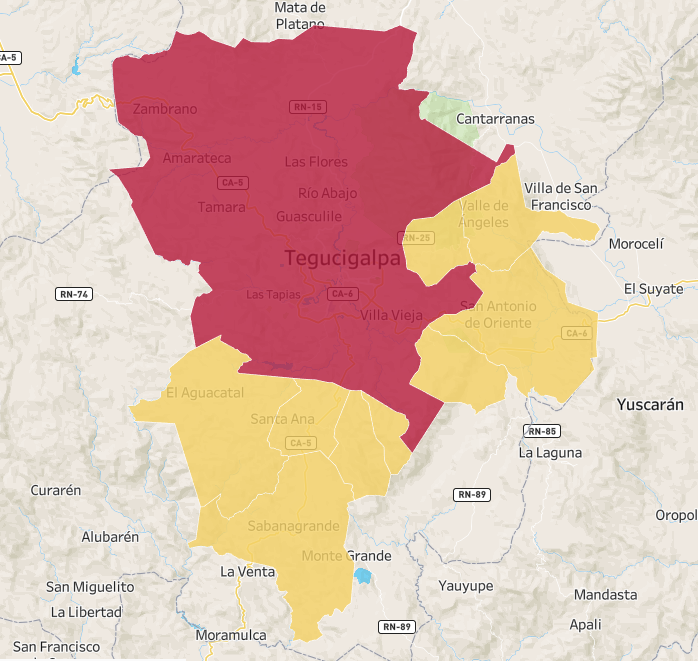 Mata de
Platano
CA-5
Zambrano
RN-15
Cantarranas
Amarateca
Las Flores
CA-5
Río Abajo
Villa de San
Francisco
Tamara
Guasculile
Valle de
Ángeles
RN-25
Morocelí
Tegucigalpa
El Suyate
RN-74
Las Tapias
CA-6
Villa Vieja
San Antonio
de Oriente
CA-6
El Aguacatal
Yuscarán
Santa Ana
CA-5
RN-85
La Laguna
Curarén
RN-89
Oropol
Sabanagrande
Alubarén
Monte Grande
La Venta
San Miguelito
Yauyupe
Mandasta
La Libertad
Apali
RN-89
Moramulca
San Francisco